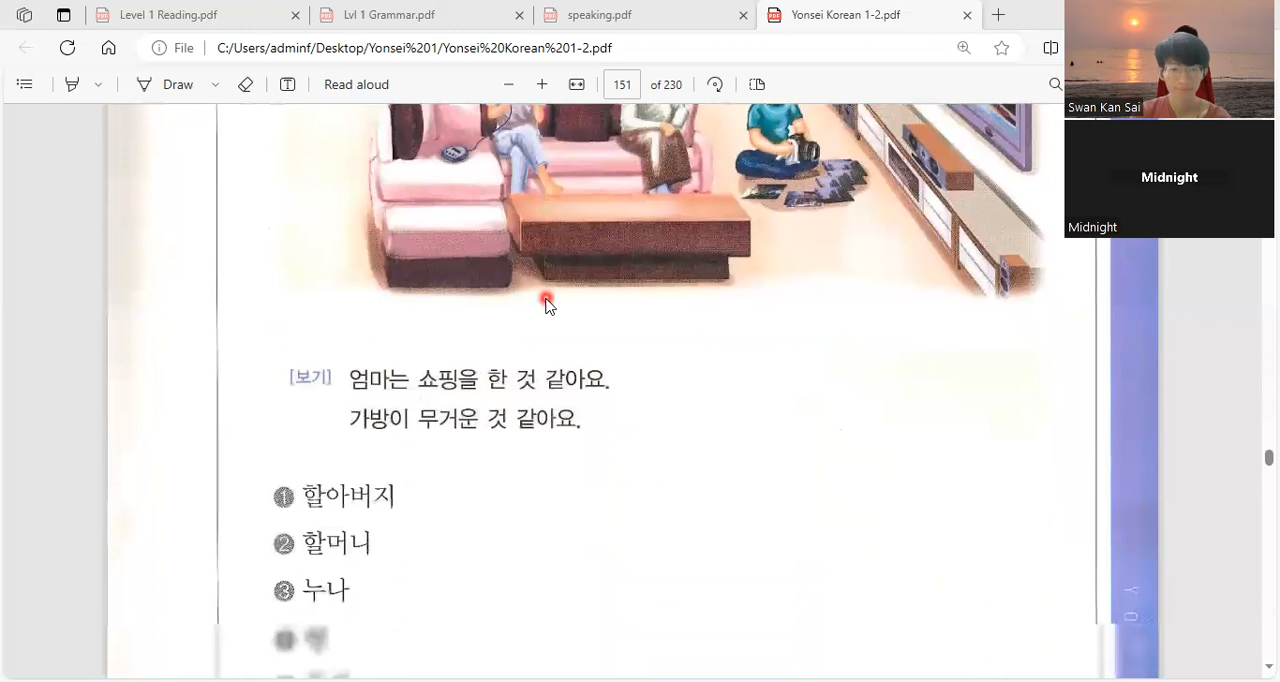 Level 1 Reading.pdf
Lvl 1 Grammar.pdf
speaking.pdf
Yonsei Korean 1-2.pdf
File
C:/Users/adminf/Desktop/Yonsei%201/Yonsei%20Korean%201-2.pdf
Draw
Read aloud
151 of 230
Swan Kan Sai
Midnight
Midnight
[보기] 엄마는 쇼핑을 한 것 같아요.
가방이 무거운 것 같아요.
1 할아버지
2 할머니
3 누나
Y O